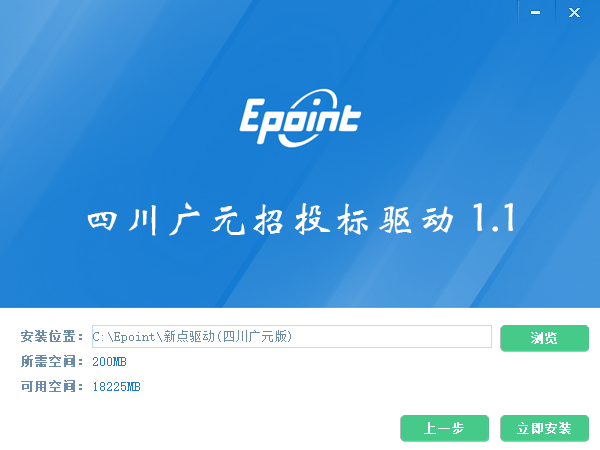 Epoint
四川广元招投标驱动 1.1
安装位置: C:\Epoint\新点驱动(四川广元版) 浏览
所需空间: 200MB
可用空间: 18225MB
上一步 立即安装